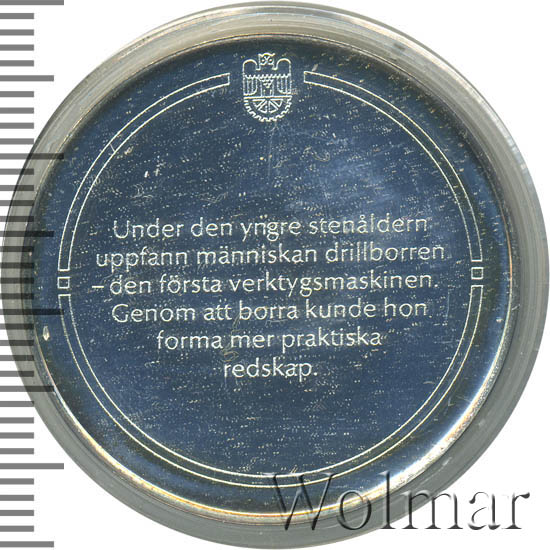 Under den yngre stenåldern
uppfann människan drillborren
– den första verktygsmaskinen.
Genom att borra kunde hon
forma mer praktiska
redskap.
Wolmar